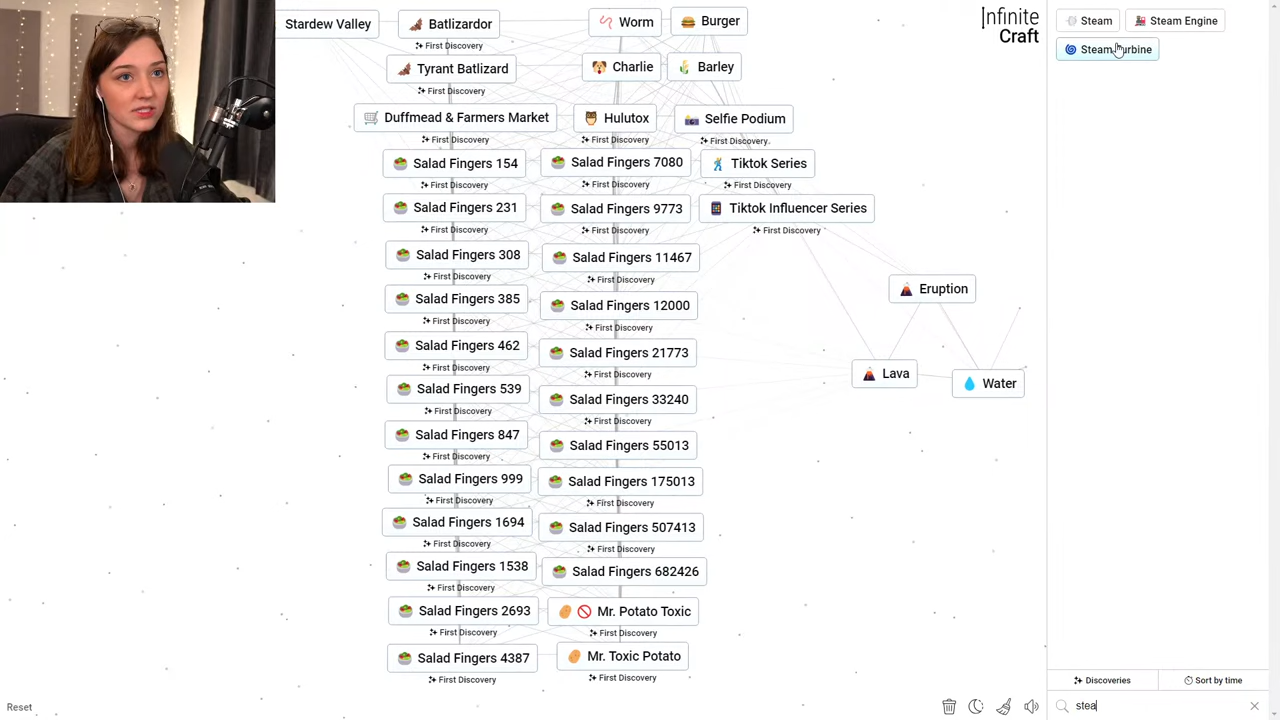 Stardew Valley
Batlizardor
First Discovery
Worm
Burger
Infinite
Craft
Steam
Steam Engine
Steam Turbine
Tyrant Batlizard
First Discovery
Charlie
Barley
Duffmead & Farmers Market
First Discovery
Hulutox
First Discovery
Selfie Podium
First Discovery
Salad Fingers 154
First Discovery
Salad Fingers 7080
First Discovery
Tiktok Series
First Discovery
Salad Fingers 231
First Discovery
Salad Fingers 9773
First Discovery
Tiktok Influencer Series
First Discovery
Salad Fingers 308
First Discovery
Salad Fingers 11467
First Discovery
Eruption
Salad Fingers 385
First Discovery
Salad Fingers 12000
First Discovery
Salad Fingers 462
First Discovery
Salad Fingers 21773
First Discovery
Lava
Water
Salad Fingers 539
First Discovery
Salad Fingers 33240
First Discovery
Salad Fingers 847
First Discovery
Salad Fingers 55013
First Discovery
Salad Fingers 999
First Discovery
Salad Fingers 175013
First Discovery
Salad Fingers 1694
First Discovery
Salad Fingers 507413
First Discovery
Salad Fingers 1538
First Discovery
Salad Fingers 682426
First Discovery
Salad Fingers 2693
First Discovery
Mr. Potato Toxic
First Discovery
Salad Fingers 4387
First Discovery
Mr. Toxic Potato
First Discovery
Discoveries
Sort by time
Reset
stea